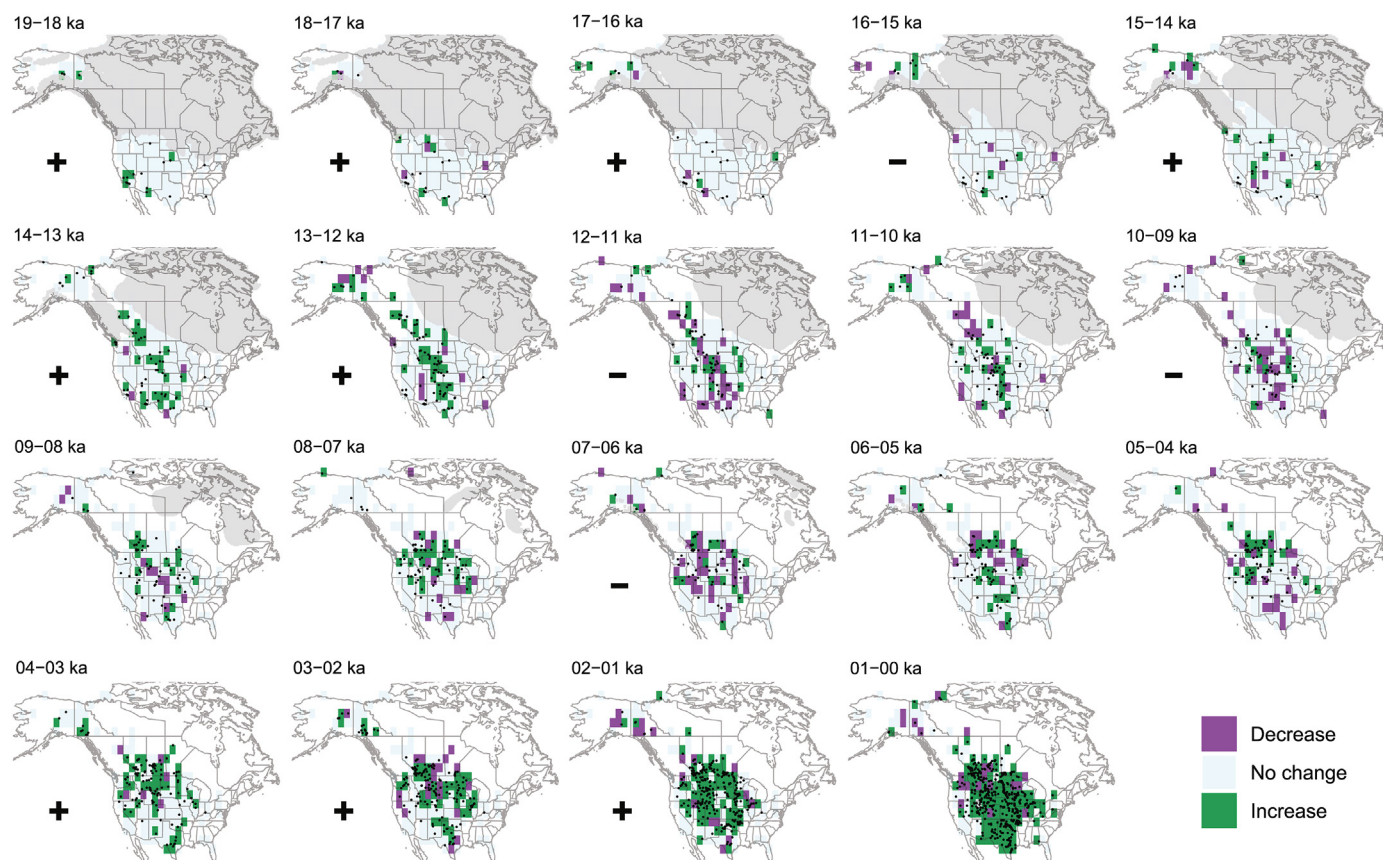 19–18 ka
18–17 ka
17–16 ka
16–15 ka
15–14 ka
+
+
+
–
+
14–13 ka
13–12 ka
12–11 ka
11–10 ka
10–09 ka
+
+
–
–
09–08 ka
08–07 ka
07–06 ka
06–05 ka
05–04 ka
–
04–03 ka
03–02 ka
02–01 ka
01–00 ka
+
+
+
Decrease
No change
Increase